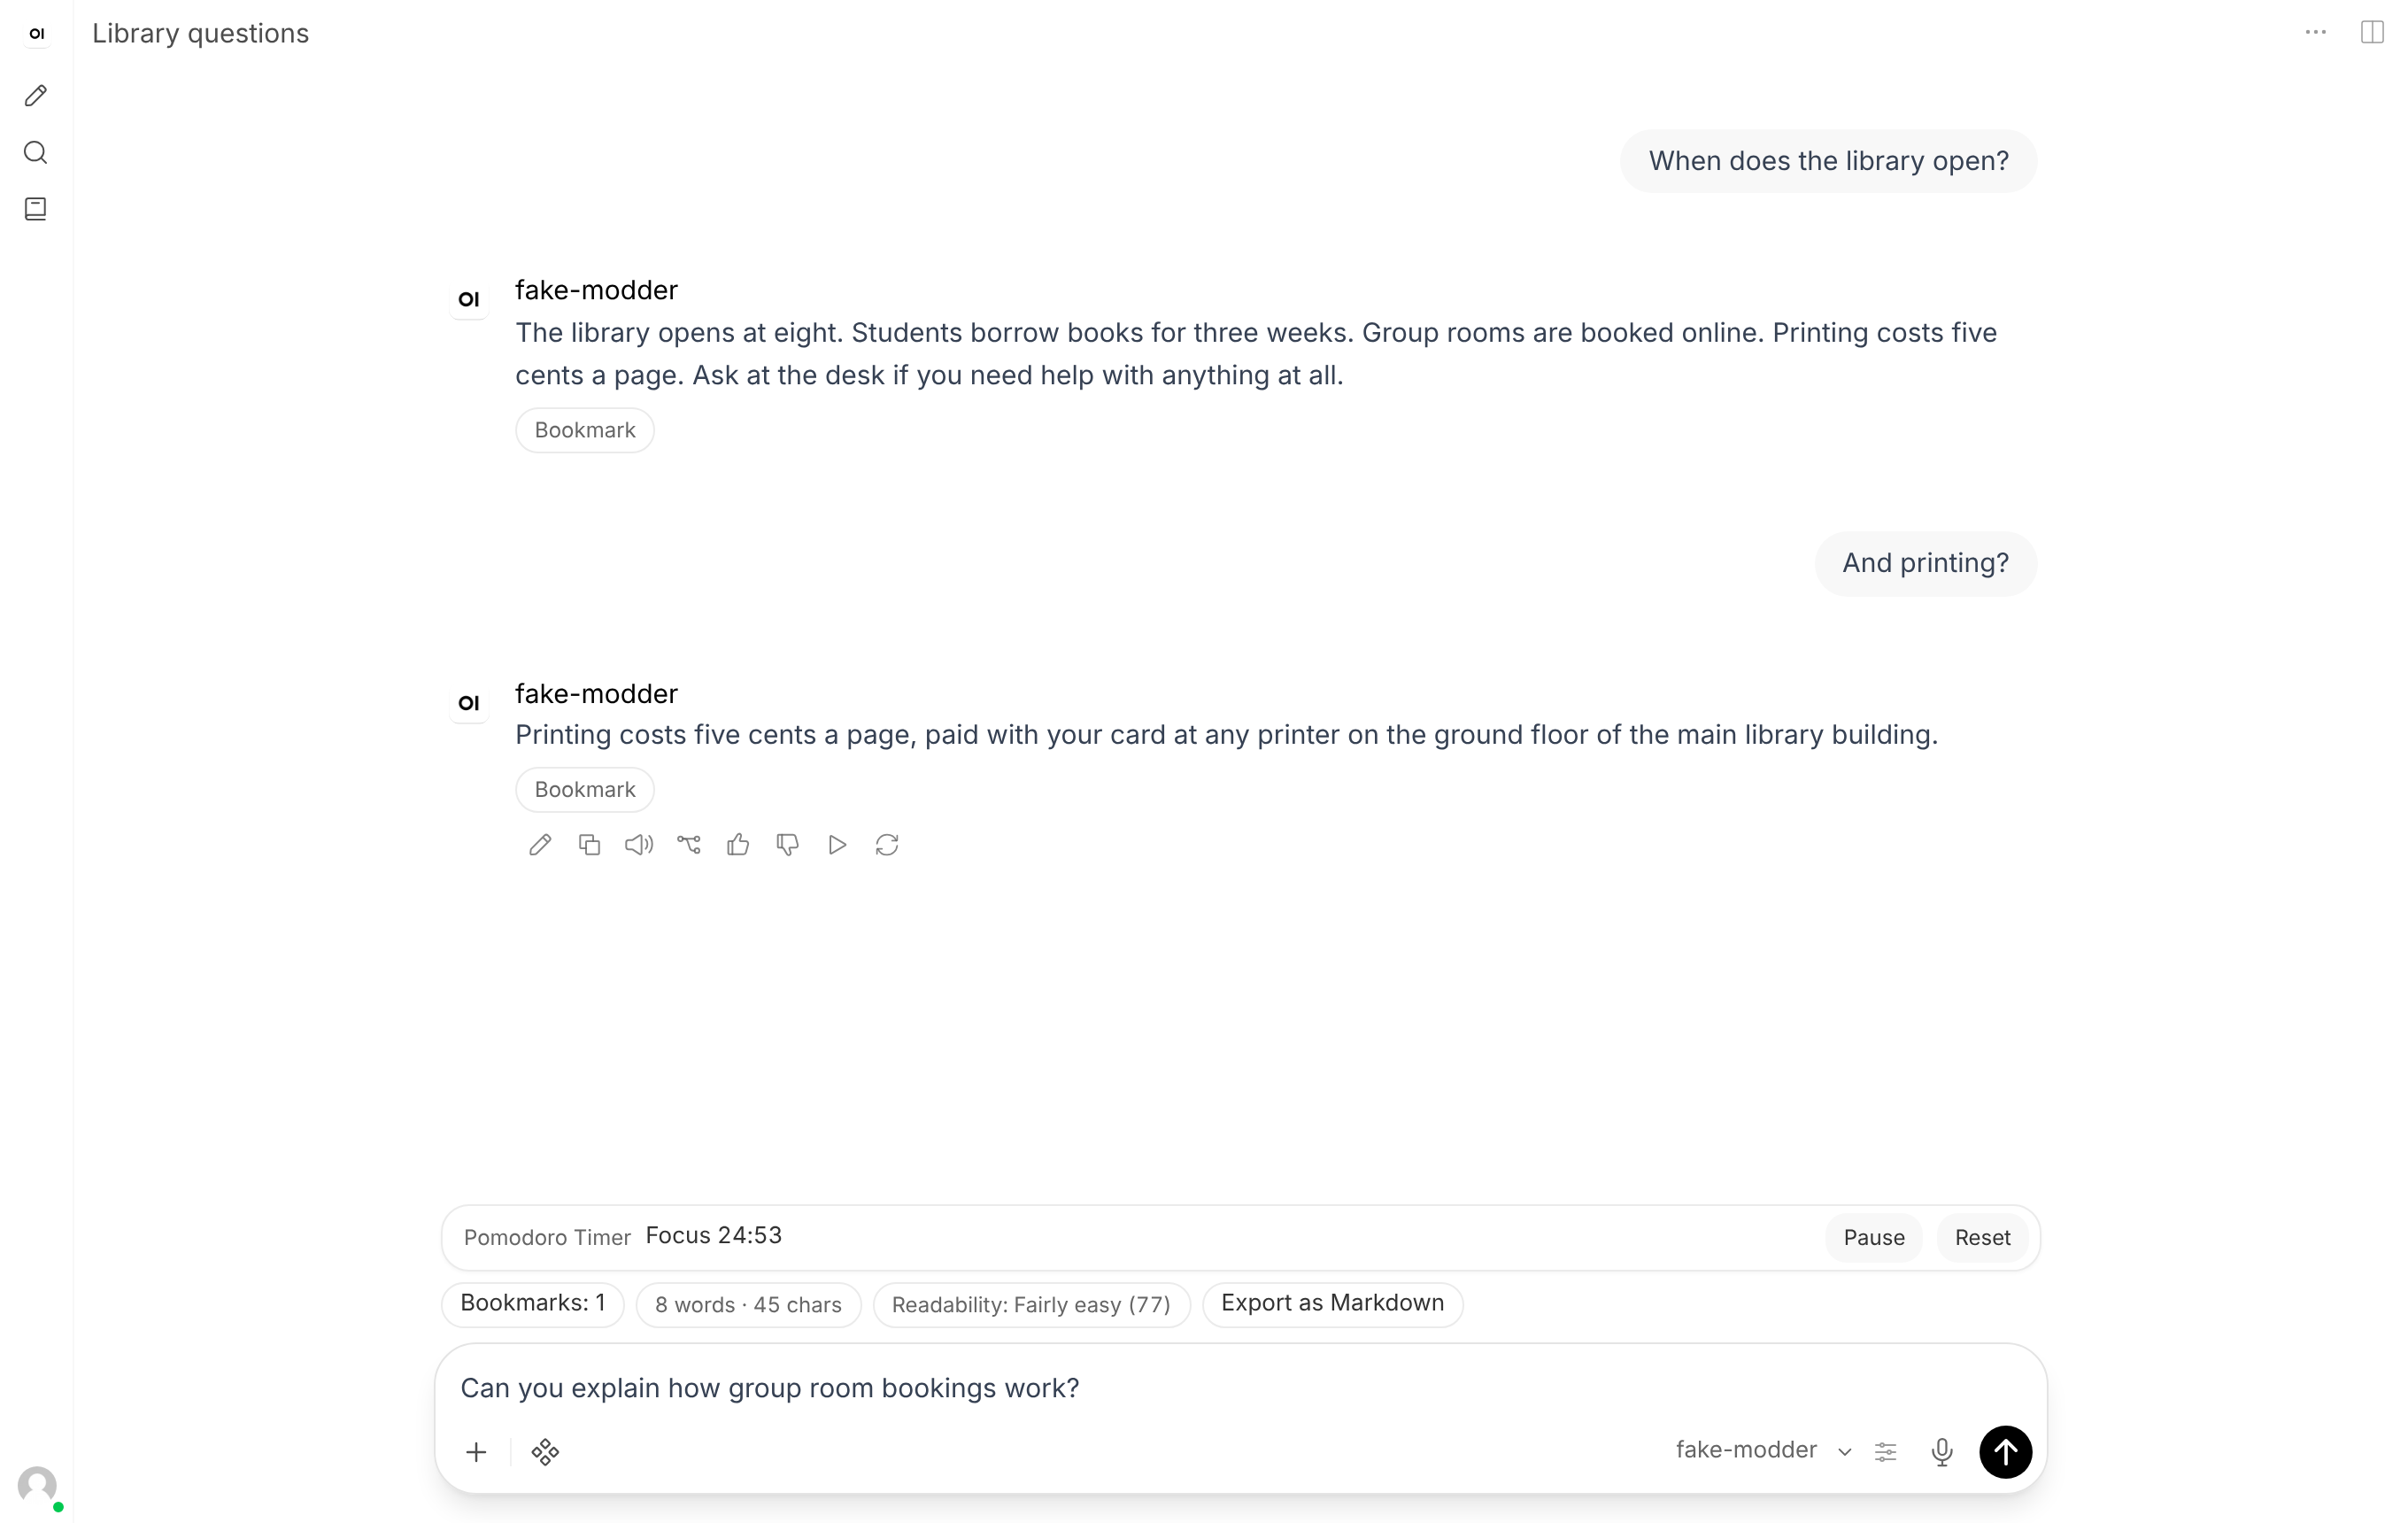 OI
Library questions
When does the library open?
OI
fake-modder
The library opens at eight. Students borrow books for three weeks. Group rooms are booked online. Printing costs five
cents a page. Ask at the desk if you need help with anything at all.
Bookmark
And printing?
OI
fake-modder
Printing costs five cents a page, paid with your card at any printer on the ground floor of the main library building.
Bookmark
Pomodoro Timer Focus 24:53 Pause Reset
Bookmarks: 1 8 words · 45 chars Readability: Fairly easy (77) Export as Markdown
Can you explain how group room bookings work?
fake-modder